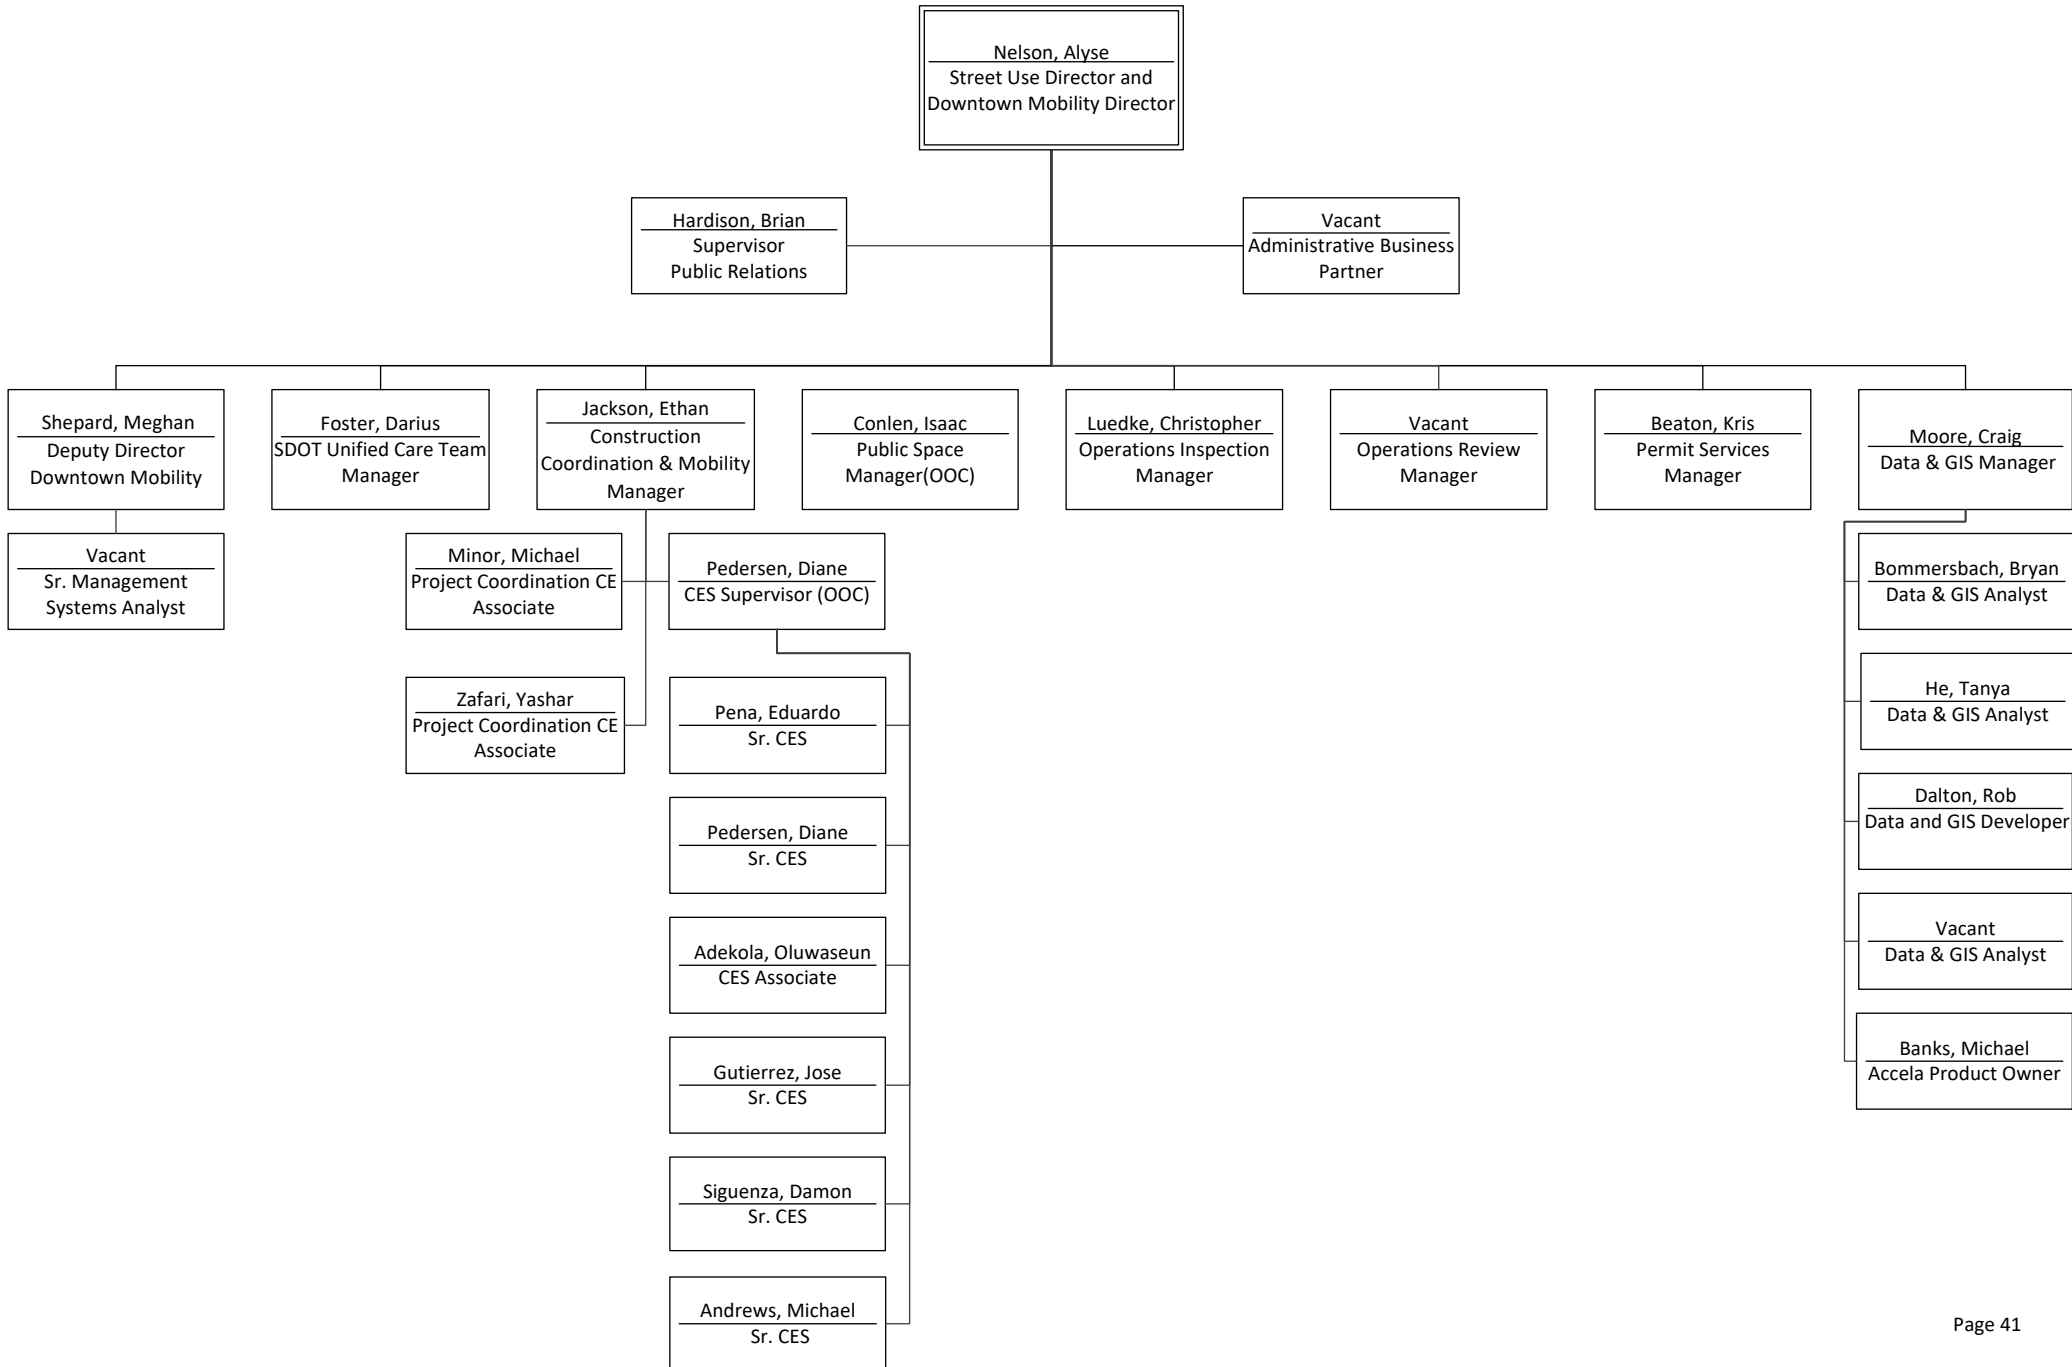 Nelson, Alyse
Street Use Director and
Downtown Mobility Director
Hardison, Brian
Supervisor
Public Relations
Vacant
Administrative Business
Partner
Shepard, Meghan
Deputy Director
Downtown Mobility
Foster, Darius
SDOT Unified Care Team
Manager
Jackson, Ethan
Construction
Coordination & Mobility
Manager
Conlen, Isaac
Public Space
Manager(OOC)
Luedke, Christopher
Operations Inspection
Manager
Vacant
Operations Review
Manager
Beaton, Kris
Permit Services
Manager
Moore, Craig
Data & GIS Manager
Vacant
Sr. Management
Systems Analyst
Minor, Michael
Project Coordination CE
Associate
Pedersen, Diane
CES Supervisor (OOC)
Zafari, Yashar
Project Coordination CE
Associate
Pena, Eduardo
Sr. CES
Pedersen, Diane
Sr. CES
Adekola, Oluwaseun
CES Associate
Gutierrez, Jose
Sr. CES
Siguenza, Damon
Sr. CES
Andrews, Michael
Sr. CES
Bommersbach, Bryan
Data & GIS Analyst
He, Tanya
Data & GIS Analyst
Dalton, Rob
Data and GIS Developer
Vacant
Data & GIS Analyst
Banks, Michael
Accela Product Owner
Page 41